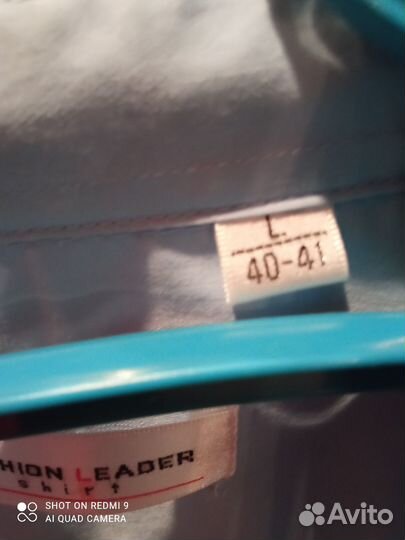 L
40-41
HION LEADER
shirt
SHOT ON REDMI 9
AI QUAD CAMERA
Avito